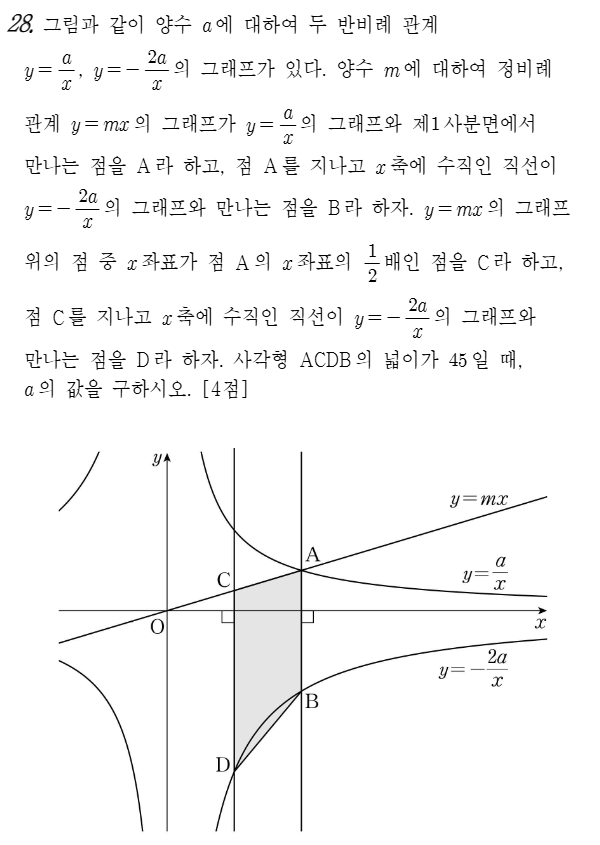 28. 그림과 같이 양수 a에 대하여 두 반비례 관계
y=a/x, y=-2a/x의 그래프가 있다. 양수 m에 대하여 정비례
관계 y=mx의 그래프가 y=a/x의 그래프와 제1사분면에서
만나는 점을 A라 하고, 점 A를 지나고 x축에 수직인 직선이
y=-2a/x의 그래프와 만나는 점을 B라 하자. y=mx의 그래프
위의 점 중 x좌표가 점 A의 x좌표의 1/2배인 점을 C라 하고,
점 C를 지나고 x축에 수직인 직선이 y=-2a/x의 그래프와
만나는 점을 D라 하자. 사각형 ACDB의 넓이가 45일 때,
a의 값을 구하시오. [4점]
y
y=mx
A
y=a/x
C
O
x
y=-2a/x
B
D